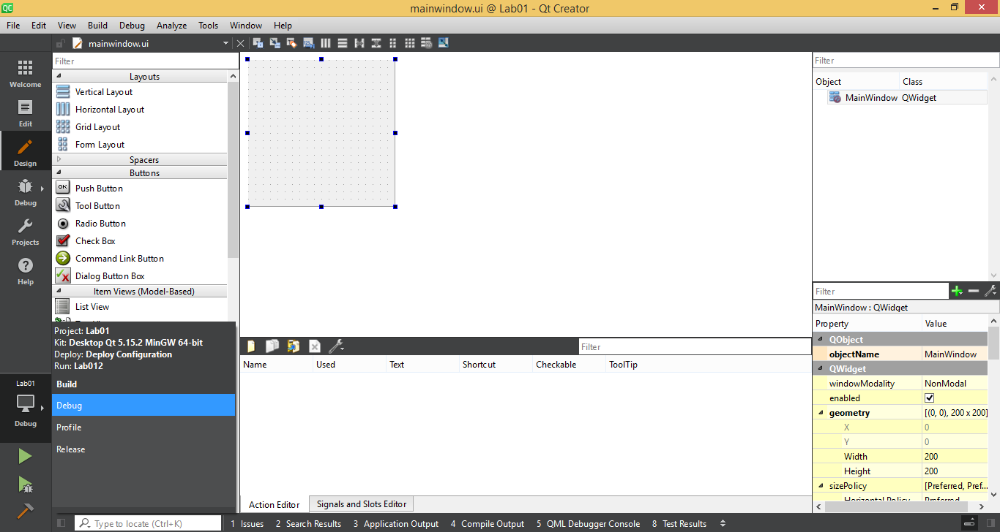 QC
mainwindow.ui @ Lab01 - Qt Creator
File Edit View Build Debug Analyze Tools Window Help
mainwindow.ui
Welcome
Edit
Design
Debug
Projects
Help
Lab01
Debug
Filter
Layouts
Vertical Layout
Horizontal Layout
Grid Layout
Form Layout
Spacers
Buttons
Push Button
OK
Tool Button
Radio Button
Check Box
Command Link Button
Dialog Button Box
Item Views (Model-Based)
List View
Project: Lab01
Kit: Desktop Qt 5.15.2 MinGW 64-bit
Deploy: Deploy Configuration
Run: Lab012
Build
Debug
Profile
Release
Filter
Name Used Text Shortcut Checkable ToolTip
Action Editor Signals and Slots Editor
Filter
Object Class
MainWindow QWidget
Filter
MainWindow : QWidget
Property Value
QObject
objectName MainWindow
QWidget
windowModality NonModal
enabled
geometry [(0, 0), 200 x 200]
X 0
Y 0
Width 200
Height 200
sizePolicy [Preferred, Pref...
Horizontal Policy Preferred
Type to locate (Ctrl+K) 1 Issues 2 Search Results 3 Application Output 4 Compile Output 5 QML Debugger Console 8 Test Results